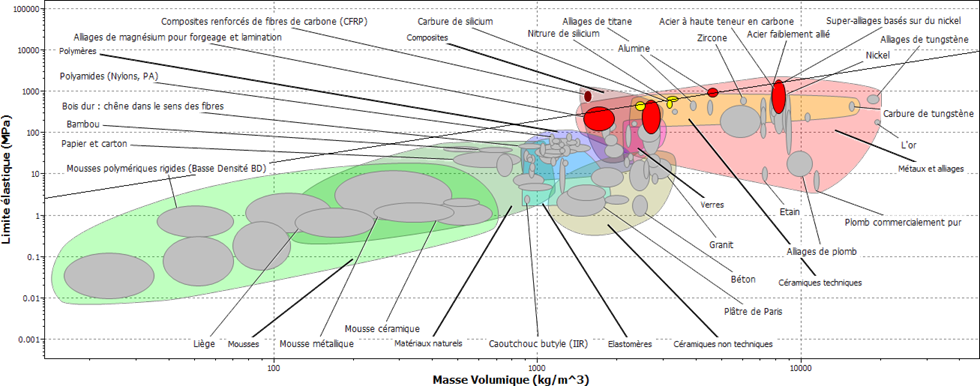 Composites renforcés de fibres de carbone (CFRP)
Carbure de silicium
Alliages de titane
Acier à haute teneur en carbone
Super-alliages basés sur du nickel
Alliages de magnésium pour forgeage et lamination
Composites
Nitrure de silicium
Zircone
Acier faiblement allié
Alliages de tungstène
Polymères
Alumine
Nickel
Polyamides (Nylons, PA)
Bois dur : chêne dans le sens des fibres
Bambou
Papier et carton
Mousses polymériques rigides (Basse Densité BD)
Carbure de tungstène
L'or
Métaux et alliages
Plomb commercialement pur
Etain
Verres
Granit
Alliages de plomb
Béton
Céramiques techniques
Plâtre de Paris
Mousse céramique
Liège
Mousses
Mousse métallique
Matériaux naturels
Caoutchouc butyle (IIR)
Elastomères
Céramiques non techniques
Limite élastique (MPa)
100000
10000
1000
100
10
1
0.1
0.01
0.001
100
1000
10000
Masse Volumique (kg/m^3)